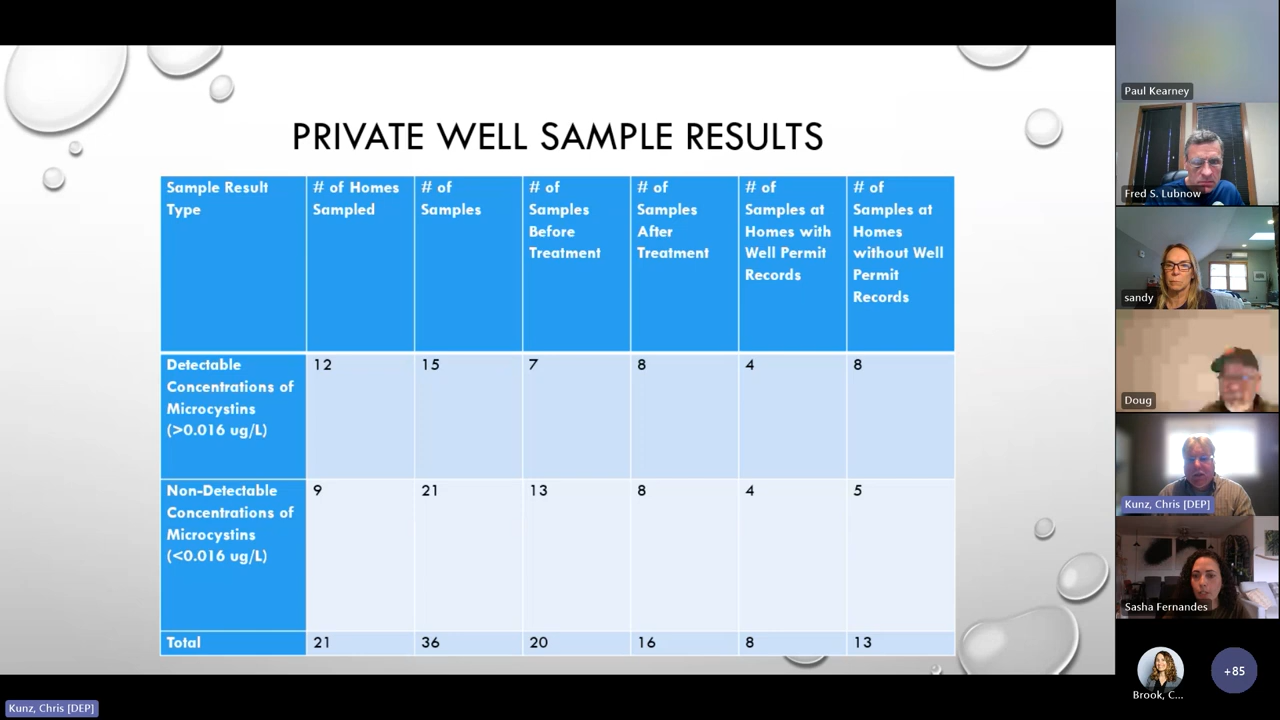 PRIVATE WELL SAMPLE RESULTS
Sample Result
Type
# of Homes
Sampled
# of
Samples
# of
Samples
Before
Treatment
# of
Samples
After
Treatment
# of
Samples at
Homes with
Well Permit
Records
# of
Samples at
Homes
without Well
Permit
Records
Detectable
Concentrations of
Microcystins
(>0.016 ug/L)
12
15
7
8
4
8
Non-Detectable
Concentrations of
Microcystins
(<0.016 ug/L)
9
21
13
8
4
5
Total
21
36
20
16
8
13
Paul Kearney
Fred S. Lubnow
sandy
Doug
Kunz, Chris [DEP]
Sasha Fernandes
Brook, C...
+85
Kunz, Chris [DEP]